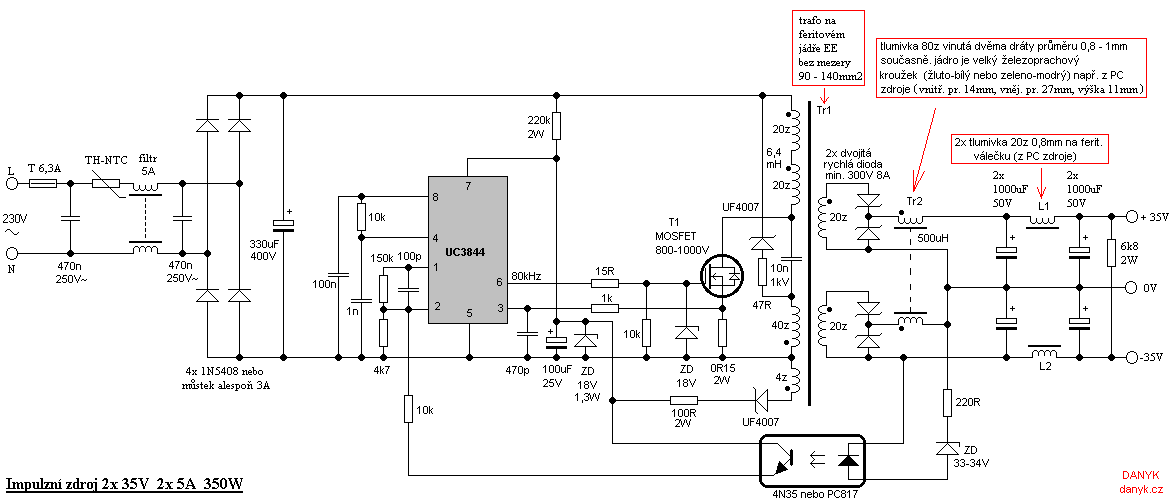 trafo na
feritovém
jádře EE
bez mezery
90 - 140mm2
tlumivka 80z vinutá dvěma dráty průměru 0,8 - 1mm
současně. jádro je velký železoprachový
kroužek (žluto-bílý nebo zeleno-modrý) např. z PC
zdroje (vnitř. pr. 14mm, vněj. pr. 27mm, výška 11mm)
2x tlumivka 20z 0,8mm na ferit.
válečku (z PC zdroje)
Tr1
220k
2W
20z
6,4
mH
20z
2x dvojitá
rychlá dioda
min. 300V 8A
2x
1000uF
50V
2x
1000uF
50V
L
T 6,3A
TH-NTC
filtr
5A
230V
N
470n
250V~
470n
250V~
+
330uF
400V
10k
150k
100p
100n
1n
7
8
4
1
2
5
6
3
UC3844
80kHz
15R
1k
T1
MOSFET
800-1000V
UF4007
10n
1kV
47R
20z
Tr2
500uH
L1
+ 35V
6k8
2W
0V
+
+
+
+
-35V
L2
20z
40z
4z
4x 1N5408 nebo
můstek alespoň 3A
4k7
470p
+
100uF
25V
ZD
18V
1,3W
10k
ZD
18V
0R15
2W
10k
100R
2W
UF4007
220R
ZD
33-34V
4N35 nebo PC817
Impulzní zdroj 2x 35V 2x 5A 350W
DANYK
danyk.cz